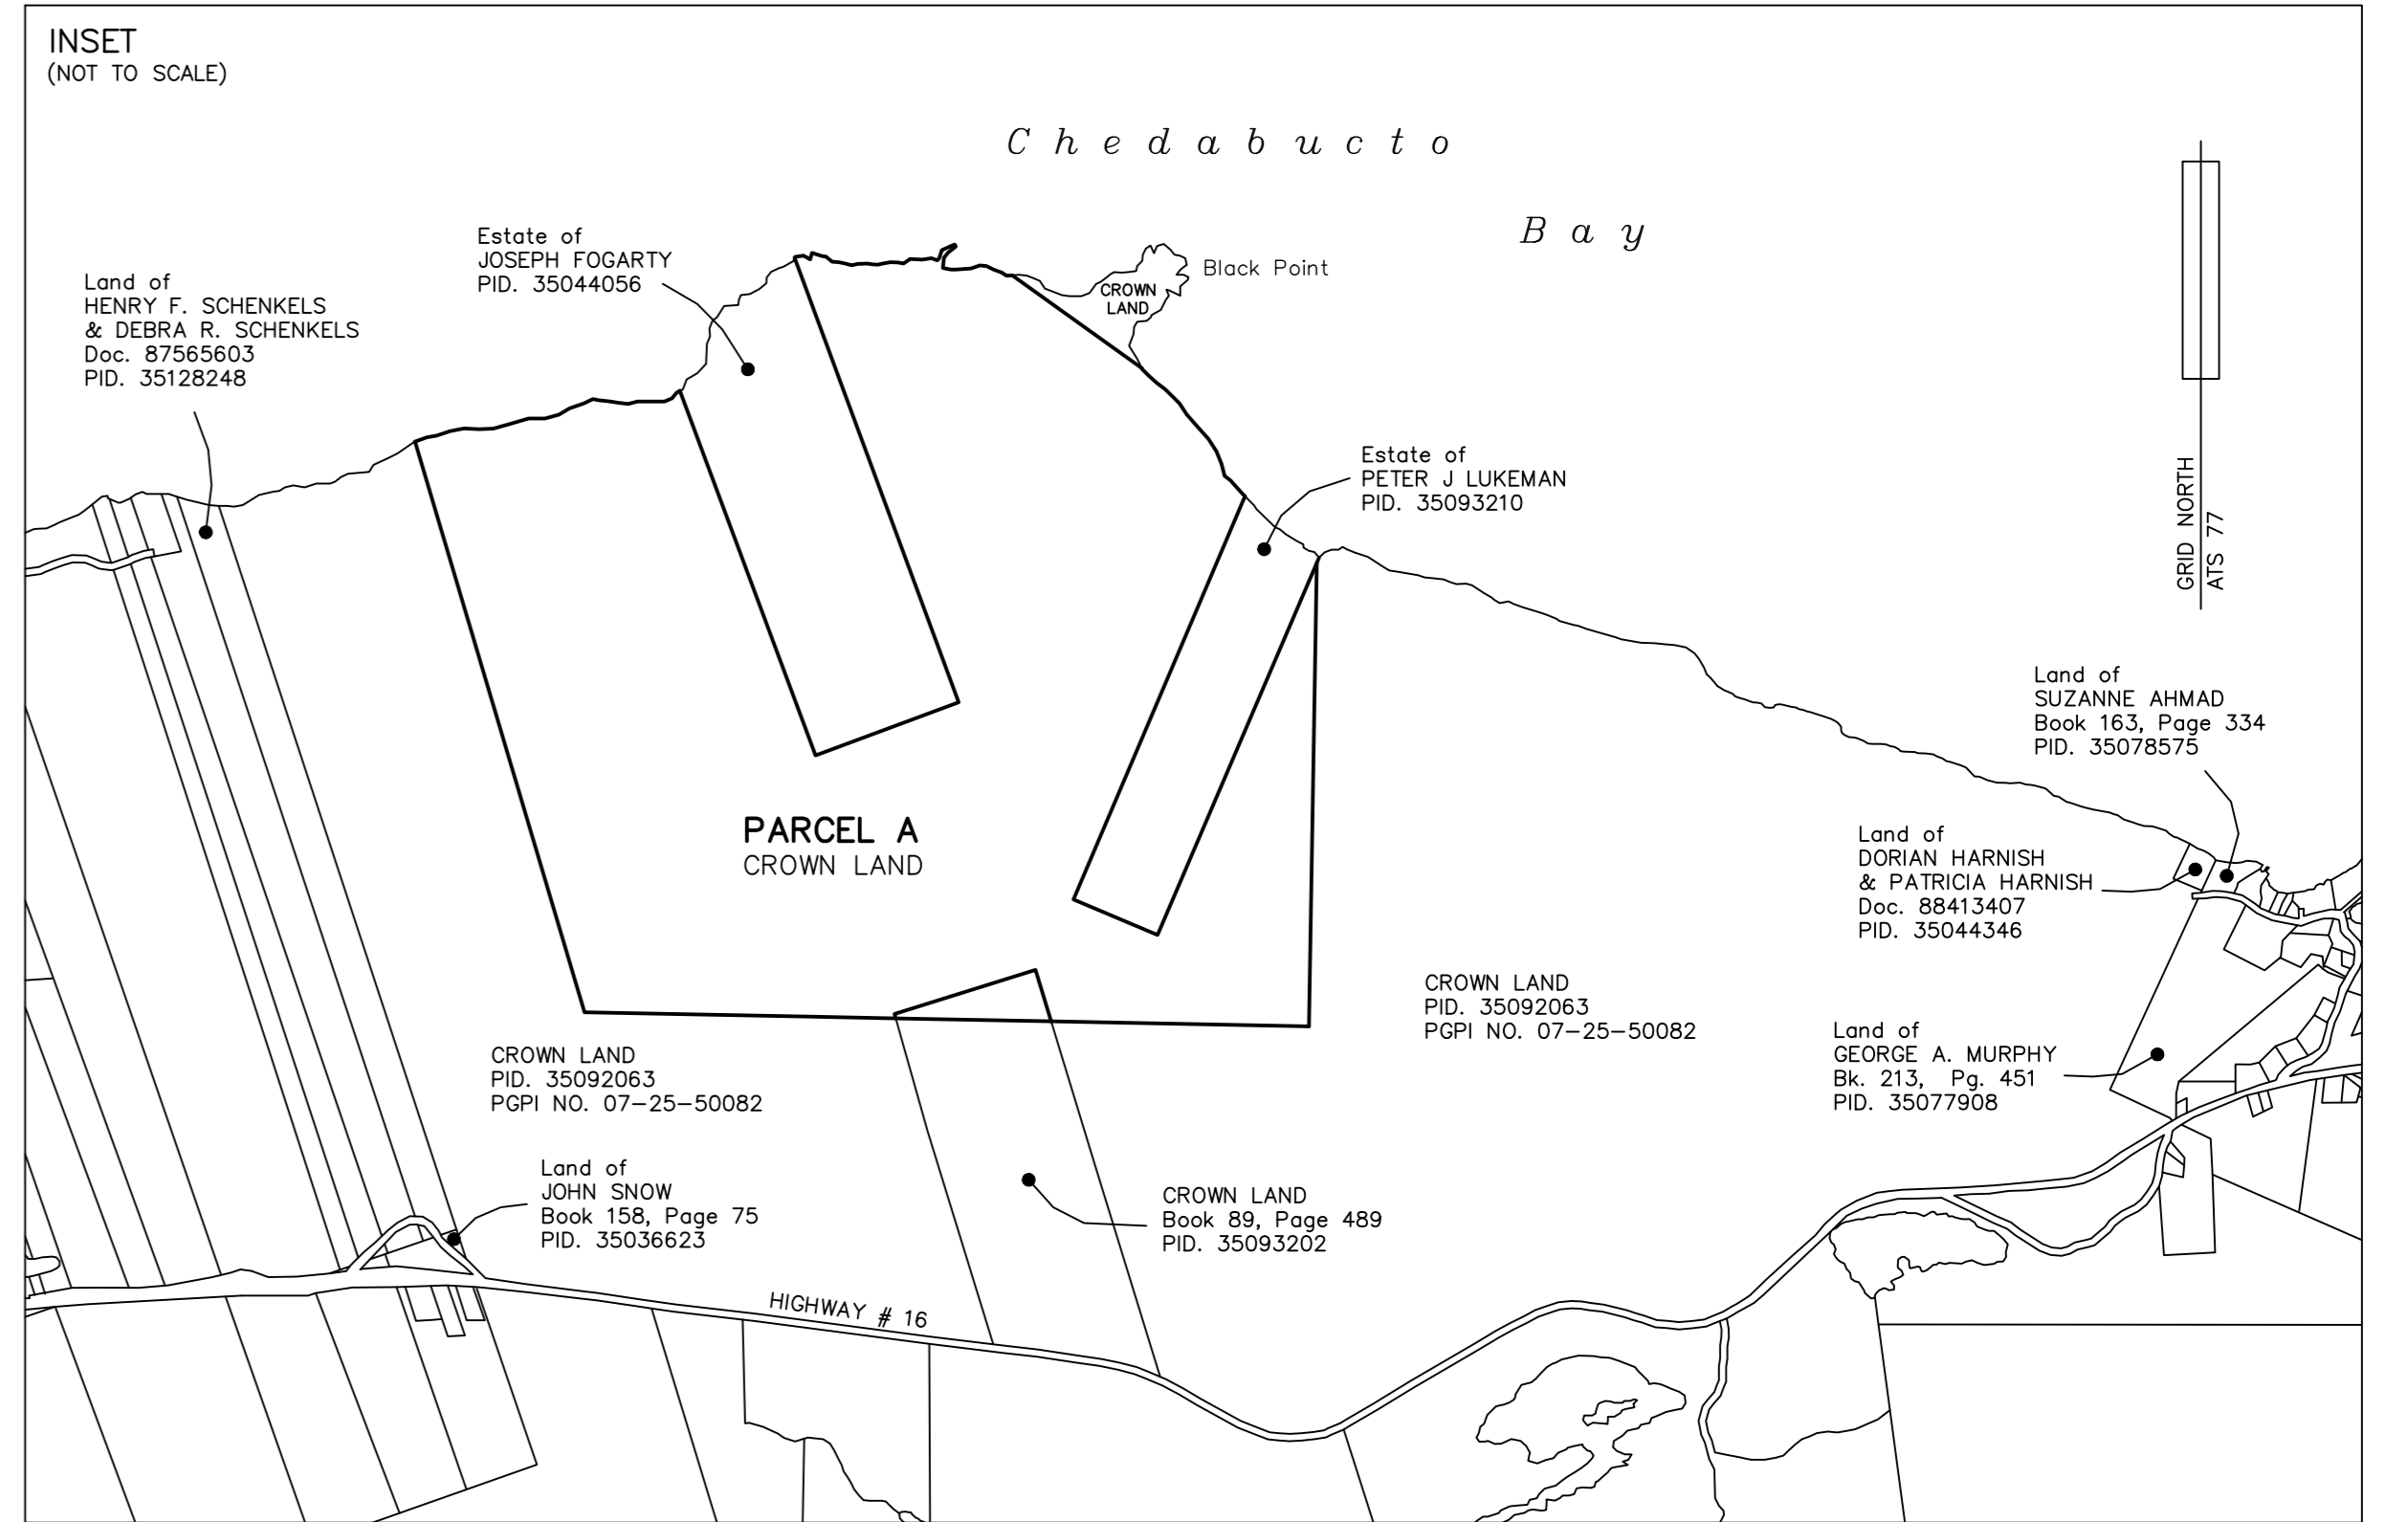 INSET
(NOT TO SCALE)
Chedabucto
Bay
Estate of
JOSEPH FOGARTY
PID. 35044056
Land of
HENRY F. SCHENKELS
& DEBRA R. SCHENKELS
Doc. 87565603
PID. 35128248
Black Point
CROWN
LAND
GRID NORTH
ATS 77
Estate of
PETER J LUKEMAN
PID. 35093210
Land of
SUZANNE AHMAD
Book 163, Page 334
PID. 35078575
PARCEL A
CROWN LAND
Land of
DORIAN HARNISH
& PATRICIA HARNISH
Doc. 88413407
PID. 35044346
CROWN LAND
PID. 35092063
PGPI NO. 07-25-50082
Land of
GEORGE A. MURPHY
Bk. 213, Pg. 451
PID. 35077908
CROWN LAND
PID. 35092063
PGPI NO. 07-25-50082
Land of
JOHN SNOW
Book 158, Page 75
PID. 35036623
CROWN LAND
Book 89, Page 489
PID. 35093202
HIGHWAY # 16